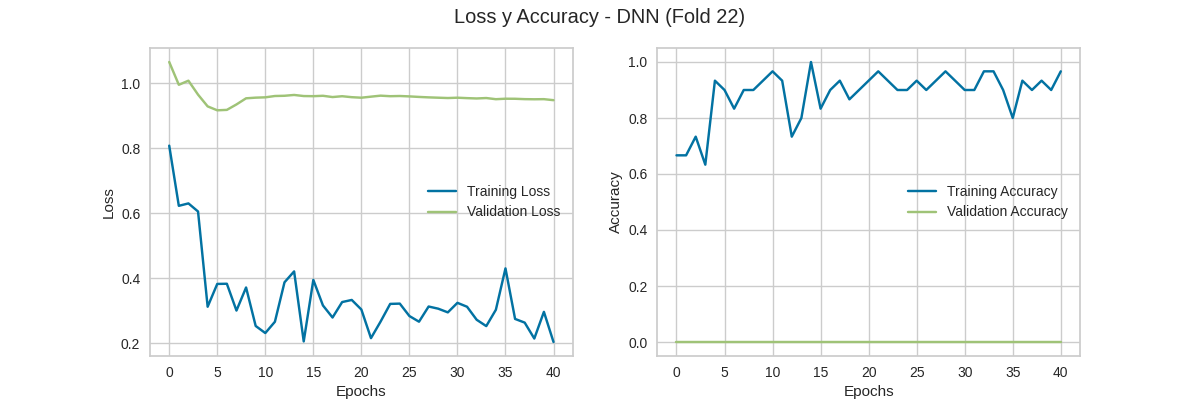 Loss y Accuracy - DNN (Fold 22)
Loss
1.0
0.8
0.6
0.4
0.2
Training Loss
Validation Loss
0 5 10 15 20 25 30 35 40
Epochs
Accuracy
1.0
0.8
0.6
0.4
0.2
0.0
Training Accuracy
Validation Accuracy
0 5 10 15 20 25 30 35 40
Epochs